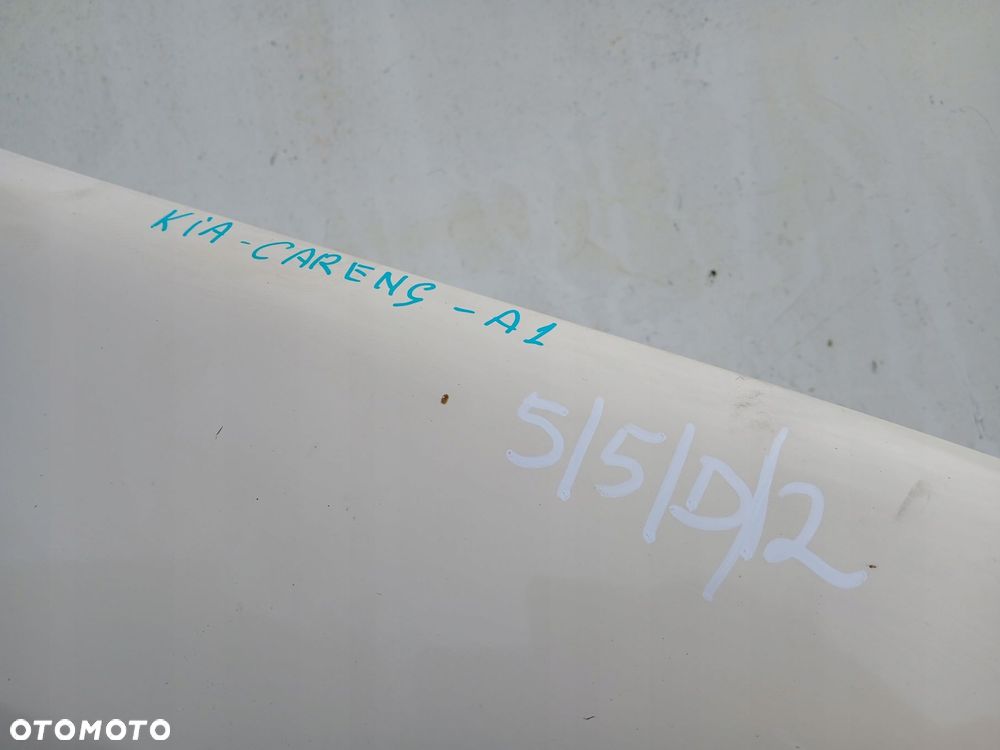 KiA - CARENS - A1
5/5/D/2
OTOMOTO